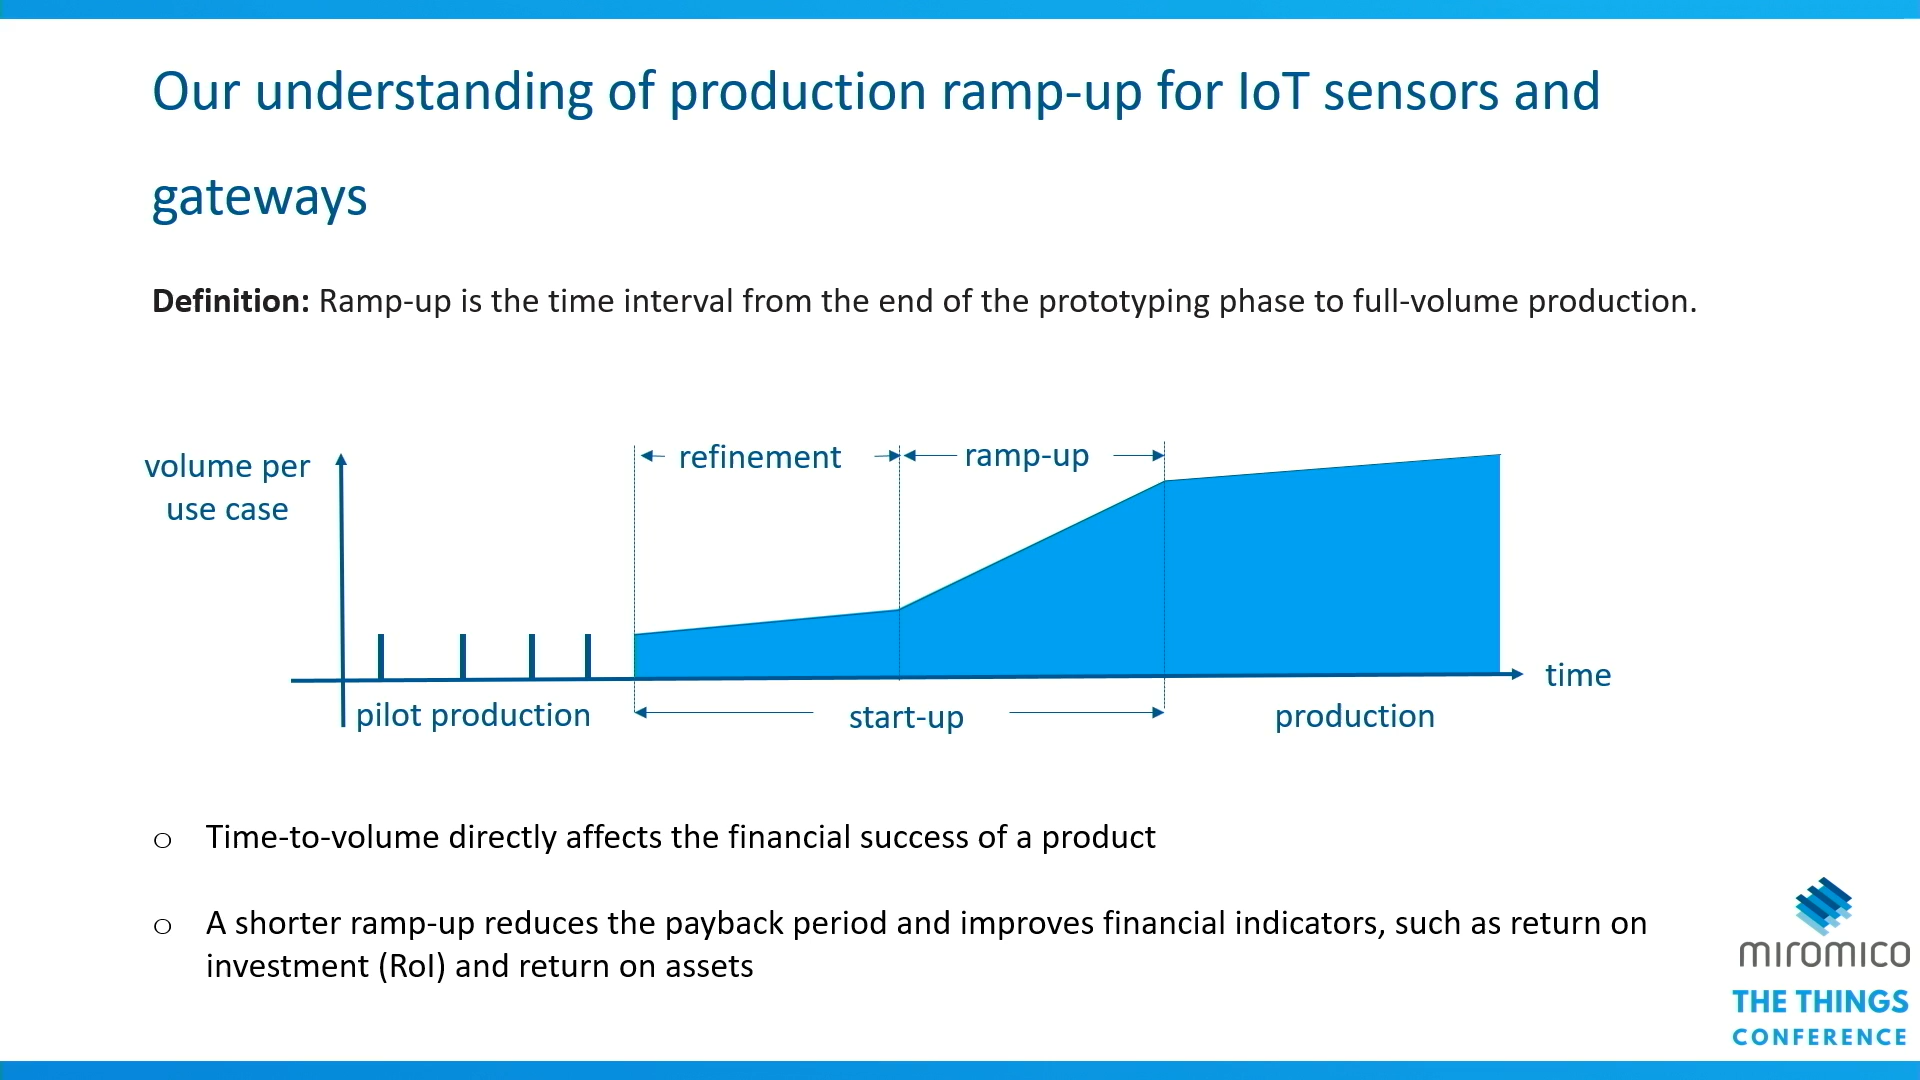 Our understanding of production ramp-up for IoT sensors and
gateways
Definition: Ramp-up is the time interval from the end of the prototyping phase to full-volume production.
volume per
use case
refinement
ramp-up
time
pilot production
start-up
production
o Time-to-volume directly affects the financial success of a product
o A shorter ramp-up reduces the payback period and improves financial indicators, such as return on
investment (RoI) and return on assets
miromico
THE THINGS
CONFERENCE